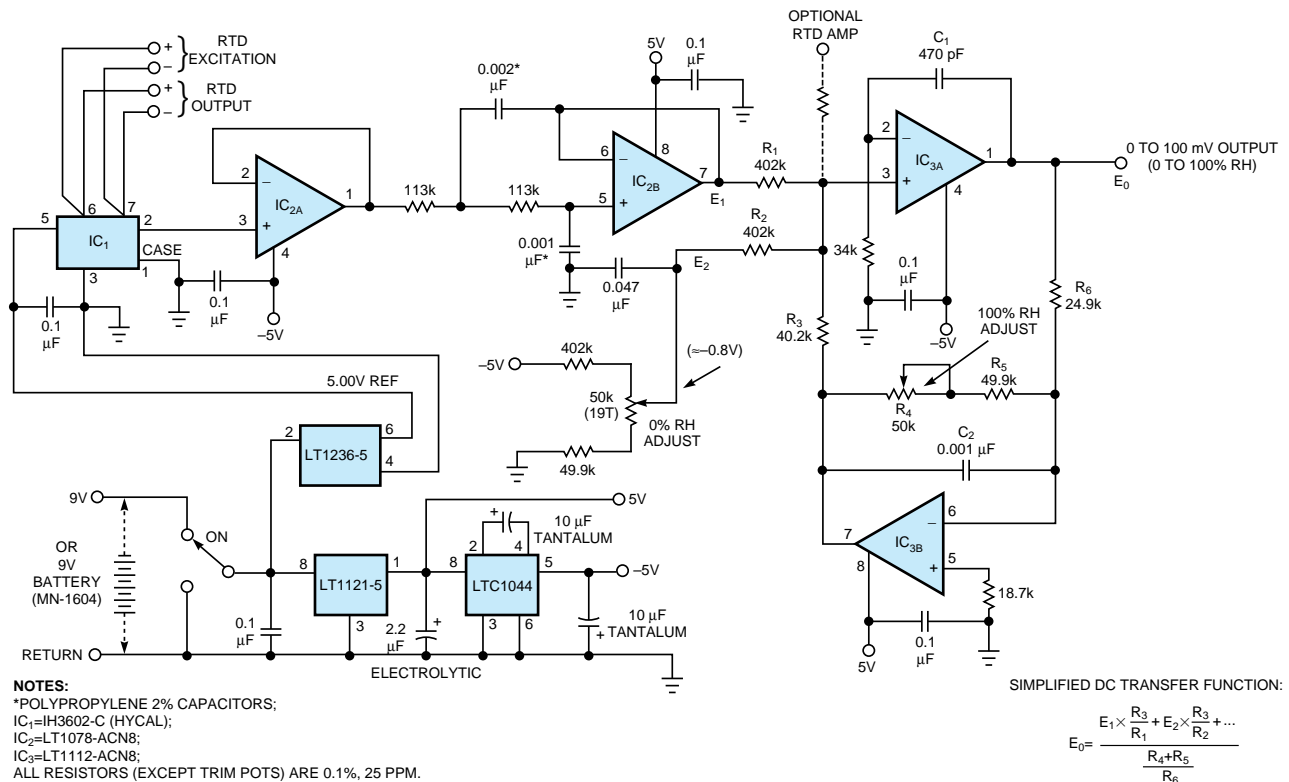 OPTIONAL
RTD AMP
+
−
RTD
EXCITATION
+
−
RTD
OUTPUT
5V
0.1
µF
C1
470 pF
0.002*
µF
6
7
5
2
IC1
CASE
1
3
0.1
µF
0.1
µF
2
−
IC2A
1
3
+
4
–5V
113k
113k
6
−
8
IC2B
7
5
+
E1
R1
402k
R2
402k
E2
0.001
µF*
0.047
µF
2
−
IC3A
1
3
+
4
0 TO 100 mV OUTPUT
(0 TO 100% RH)
E0
34k
0.1
µF
–5V
R3
40.2k
R6
24.9k
100% RH
ADJUST
R4
50k
R5
49.9k
C2
0.001 µF
–5V
402k
(≈–0.8V)
50k
(19T)
0% RH
ADJUST
49.9k
5.00V REF
2
LT1236-5
6
4
7
IC3B
−
6
+
5
8
18.7k
0.1
µF
5V
9V
OR
9V
BATTERY
(MN-1604)
ON
RETURN
0.1
µF
8
LT1121-5
1
3
2.2
µF
+
ELECTROLYTIC
5V
+
10 µF
TANTALUM
2
4
8
LTC1044
5
3
6
–5V
10 µF
+ TANTALUM
NOTES:
*POLYPROPYLENE 2% CAPACITORS;
IC1=IH3602-C (HYCAL);
IC2=LT1078-ACN8;
IC3=LT1112-ACN8;
ALL RESISTORS (EXCEPT TRIM POTS) ARE 0.1%, 25 PPM.
SIMPLIFIED DC TRANSFER FUNCTION:
E1 × R3/R1 + E2 × R3/R2 + ...
E0=
R4+R5
R6